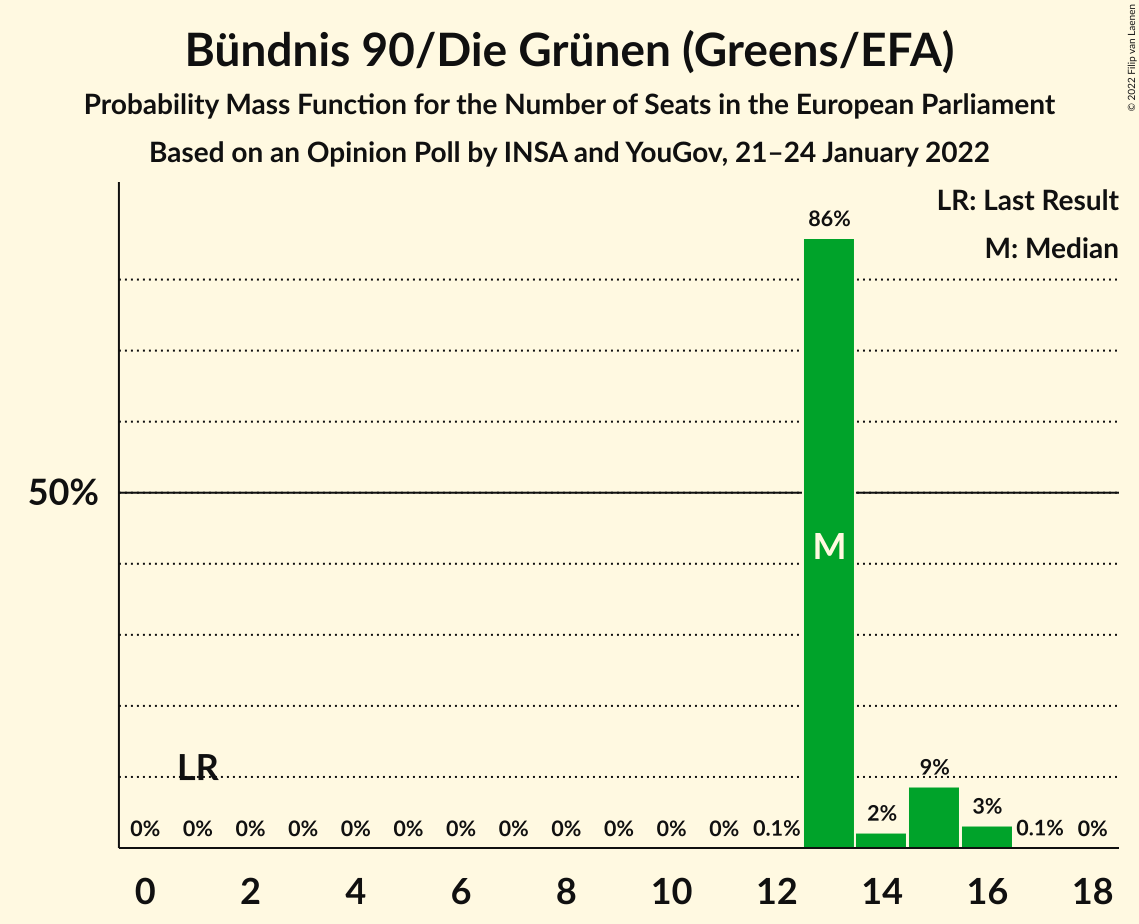 Bündnis 90/Die Grünen (Greens/EFA)
Probability Mass Function for the Number of Seats in the European Parliament
Based on an Opinion Poll by INSA and YouGov, 21–24 January 2022
© 2022 Filip van Laenen
LR: Last Result
M: Median
86%
50%
M
LR
0% 0% 0% 0% 0% 0% 0% 0% 0% 0% 0% 0% 0.1% 2% 9% 3% 0.1% 0%
0 2 4 6 8 10 12 14 16 18